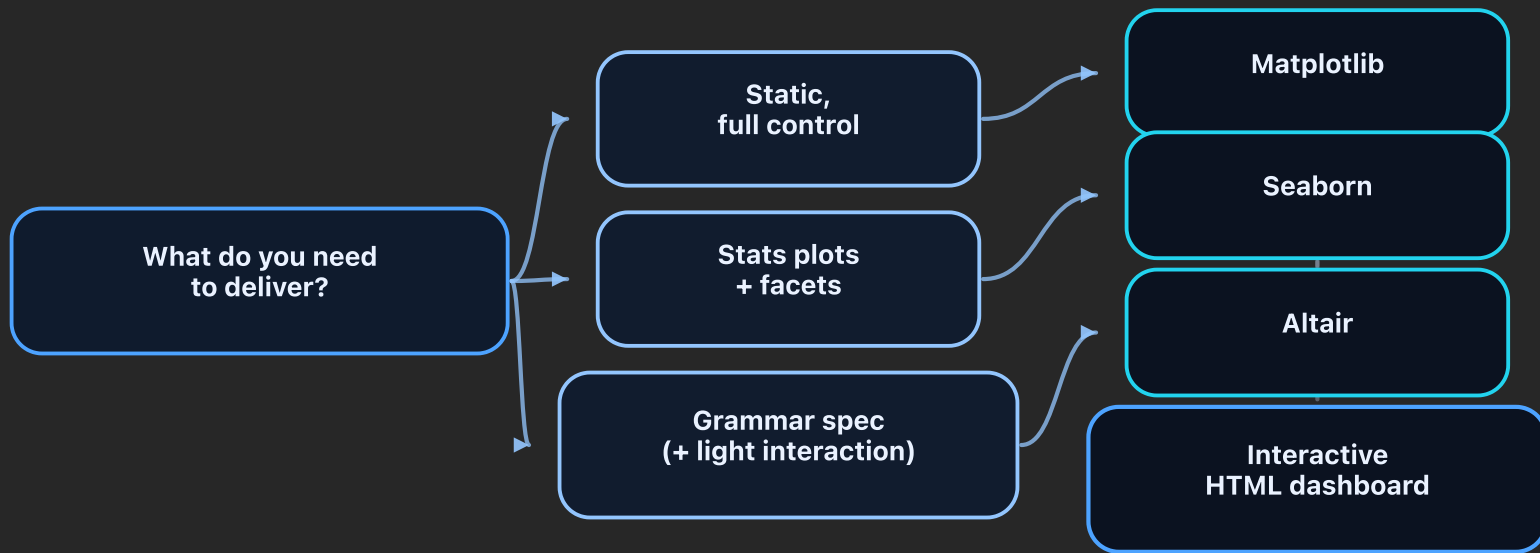 What do you need
to deliver?
Static,
full control
Stats plots
+ facets
Grammar spec
(+ light interaction)
Matplotlib
Seaborn
Altair
Interactive
HTML dashboard